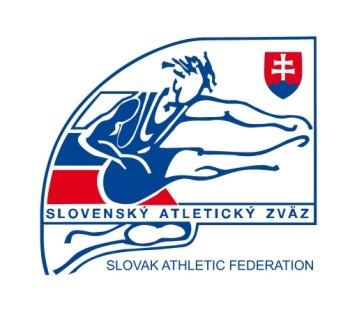 SLOVENSKÝ ATLETICKÝ ZVÄZ
SLOVAK ATHLETIC FEDERATION